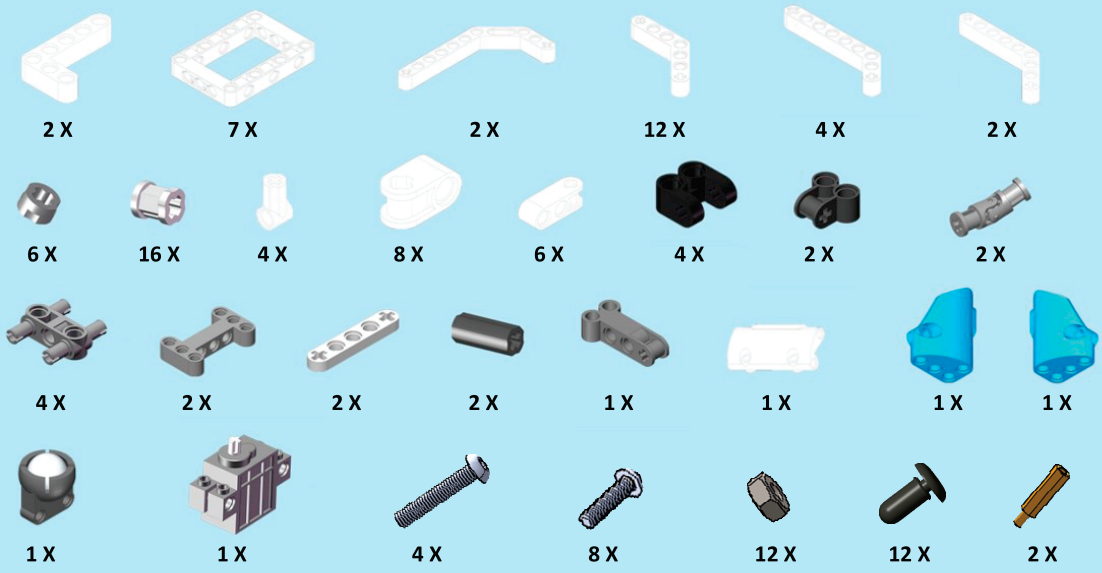 2 X 7 X 2 X 12 X 4 X 2 X
6 X 16 X 4 X 8 X 6 X 4 X 2 X 2 X
4 X 2 X 2 X 2 X 1 X 1 X 1 X 1 X
1 X 1 X 4 X 8 X 12 X 12 X 2 X